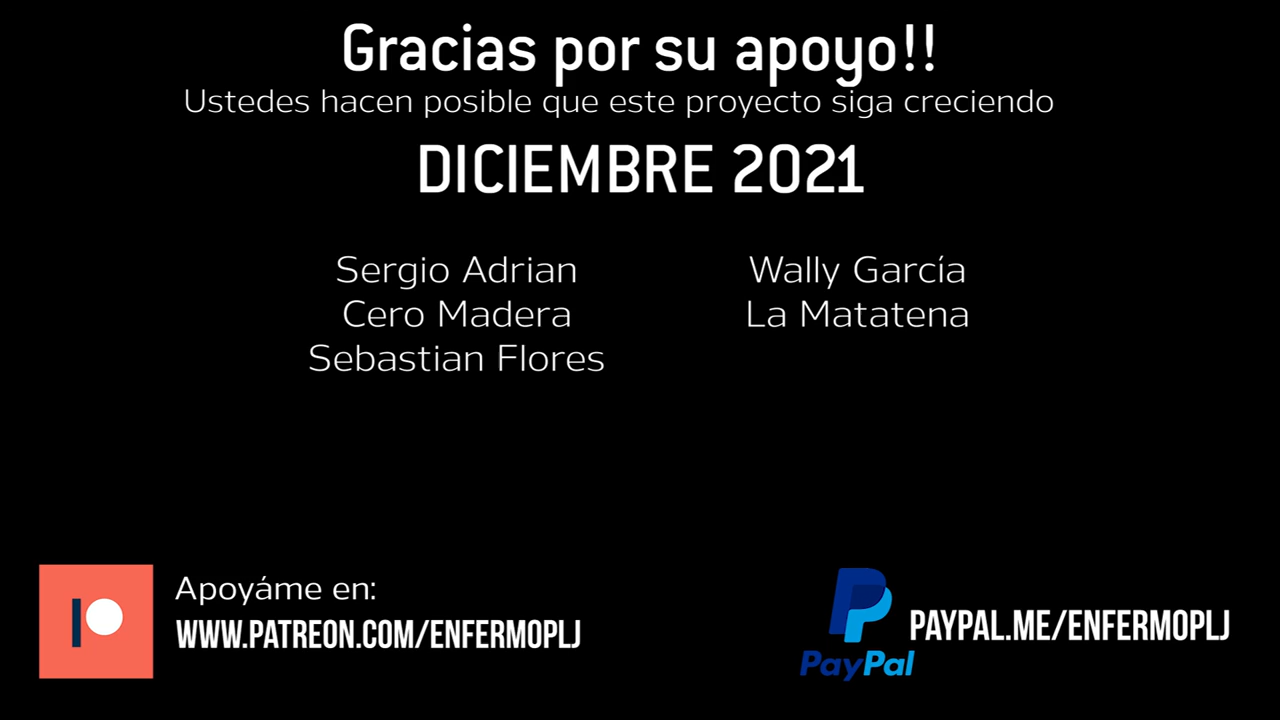 Gracias por su apoyo!!
Ustedes hacen posible que este proyecto siga creciendo
DICIEMBRE 2021
Sergio Adrian
Cero Madera
Sebastian Flores
Wally García
La Matatena
Apoyáme en:
WWW.PATREON.COM/ENFERMOPLJ
PayPal
PAYPAL.ME/ENFERMOPLJ